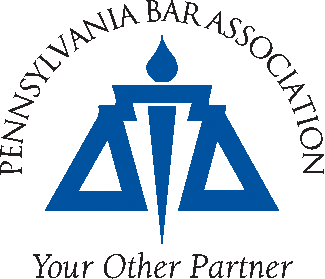 PENNSYLVANIA BAR ASSOCIATION
Your Other Partner